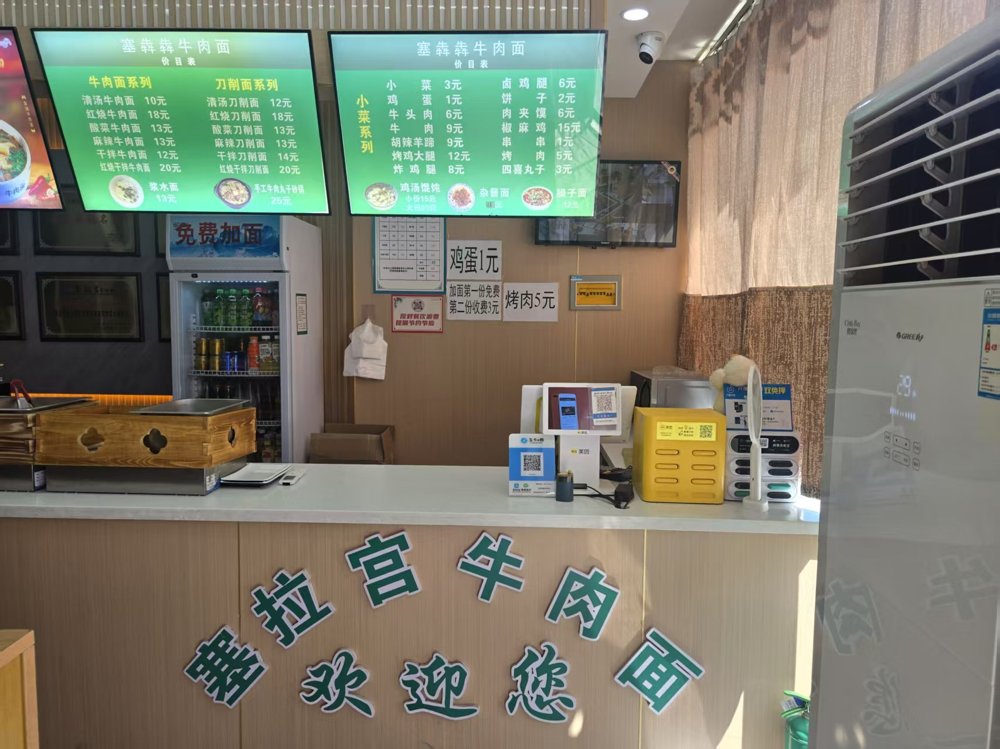 塞犇犇牛肉面
价目表
牛肉面系列
清汤牛肉面 10元
红烧牛肉面 18元
酸菜牛肉面 13元
麻辣牛肉面 13元
干拌牛肉面 12元
红烧干拌牛肉面 20元
浆水面
13元
刀削面系列
清汤刀削面 12元
红烧刀削面 18元
酸菜刀削面 13元
麻辣刀削面 13元
干拌刀削面 14元
红烧干拌刀削面 20元
手工牛肉丸子砂锅
25元
塞犇犇牛肉面
价目表
小菜系列
小菜 3元
鸡蛋 1元
牛头肉 6元
牛肉 9元
胡辣羊蹄 9元
烤鸡大腿 12元
炸鸡腿 8元
卤鸡腿 6元
饼子 2元
肉夹馍 6元
椒麻鸡 15元
串串 1元
烤肉 5元
四喜丸子 3元
鸡汤馄饨
小份15元
大份20元
杂酱面
元
臊子面
12元
牛肉面
免费加面
鸡蛋1元
加面第一份免费
第二份收费3元
烤肉5元
反对餐饮浪费
提倡节约节俭
玉卡e购
美团
美团
双免押
共享充电宝
GREE
29
塞拉宫牛肉面
欢迎您